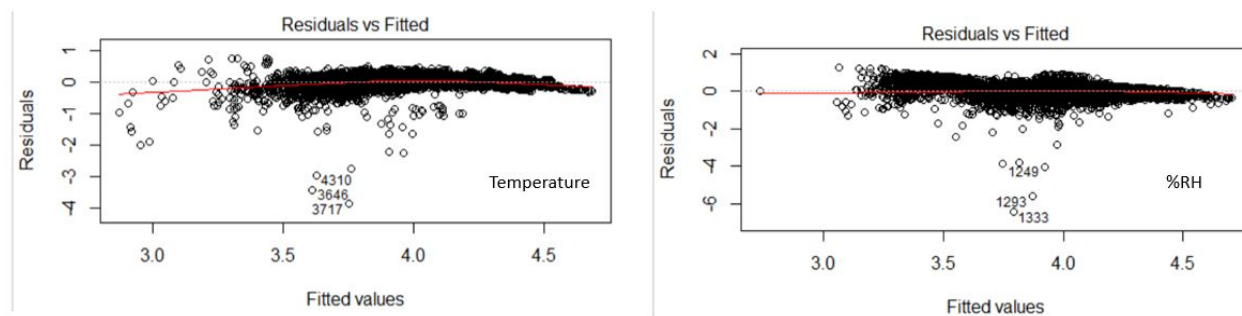 Residuals vs Fitted
Residuals
1
0
-1
-2
-3
-4
4310
3646
3717
Temperature
3.0 3.5 4.0 4.5
Fitted values
Residuals vs Fitted
Residuals
2
0
-2
-4
-6
1249
1293
1333
%RH
3.0 3.5 4.0 4.5
Fitted values